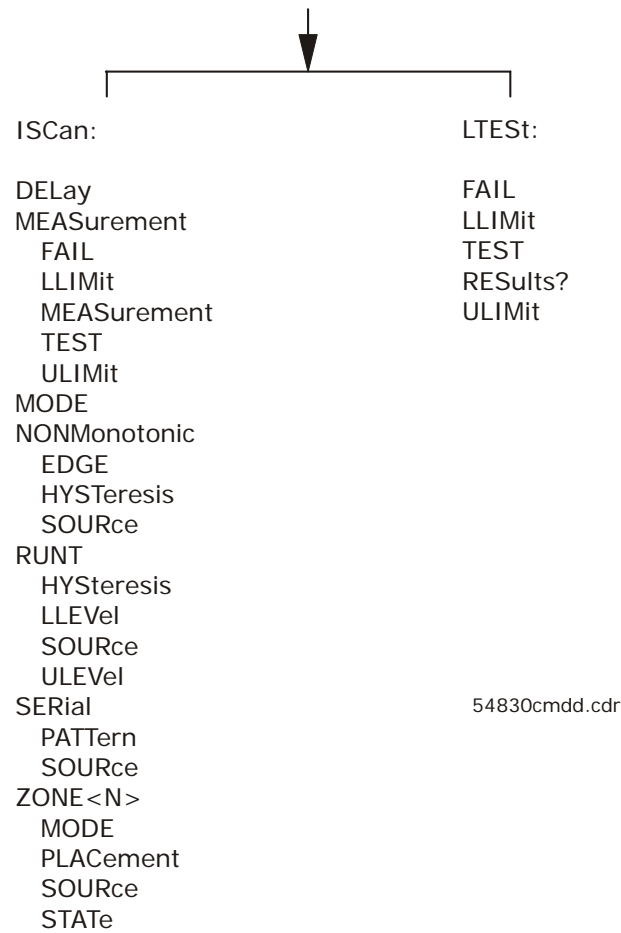 ISCan:
DELay
MEASurement
FAIL
LLIMit
MEASurement
TEST
ULIMit
MODE
NONMonotonic
EDGE
HYSTeresis
SOURce
RUNT
HYSteresis
LLEVel
SOURce
ULEVel
SERial
PATTern
SOURce
ZONE<N>
MODE
PLACement
SOURce
STATe
LTESt:
FAIL
LLIMit
TEST
RESults?
ULIMit
54830cmdd.cdr